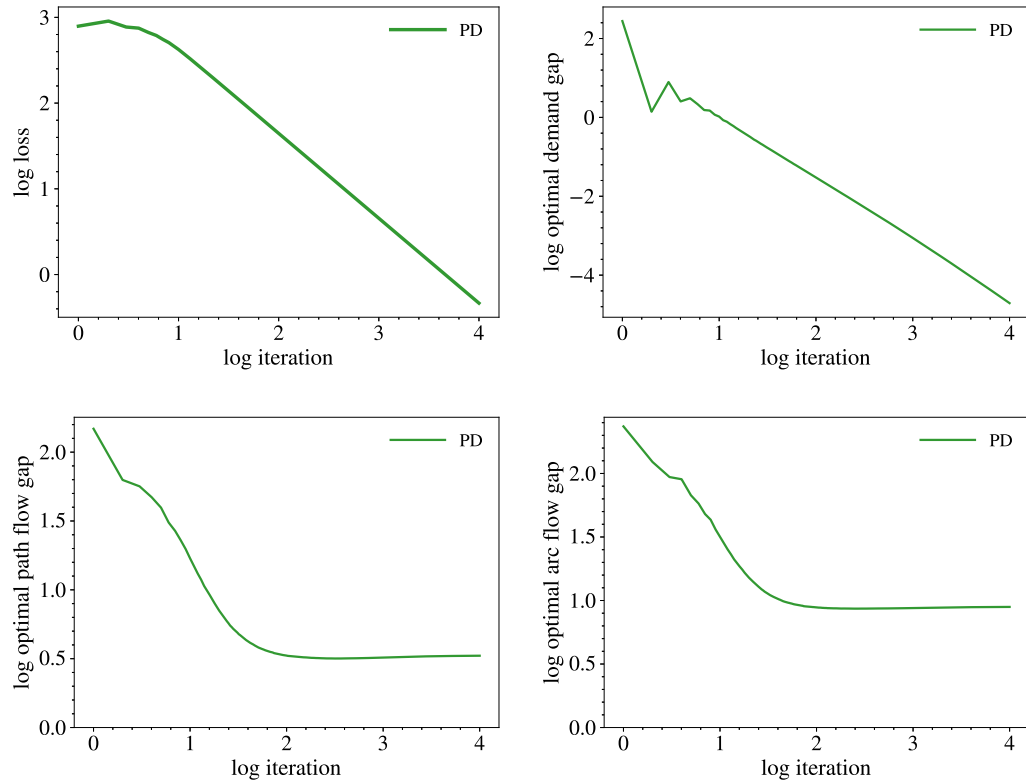 3
2
1
0
log loss
PD
0 1 2 3 4
log iteration
2
0
−2
−4
log optimal demand gap
PD
0 1 2 3 4
log iteration
2.0
1.5
1.0
0.5
0.0
log optimal path flow gap
PD
0 1 2 3 4
log iteration
2.0
1.5
1.0
0.5
0.0
log optimal arc flow gap
PD
0 1 2 3 4
log iteration